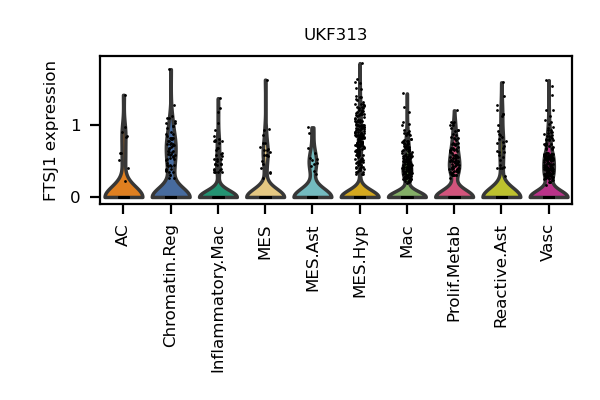 UKF313
FTSJ1 expression
1
0
AC
Chromatin.Reg
Inflammatory.Mac
MES
MES.Ast
MES.Hyp
Mac
Prolif.Metab
Reactive.Ast
Vasc